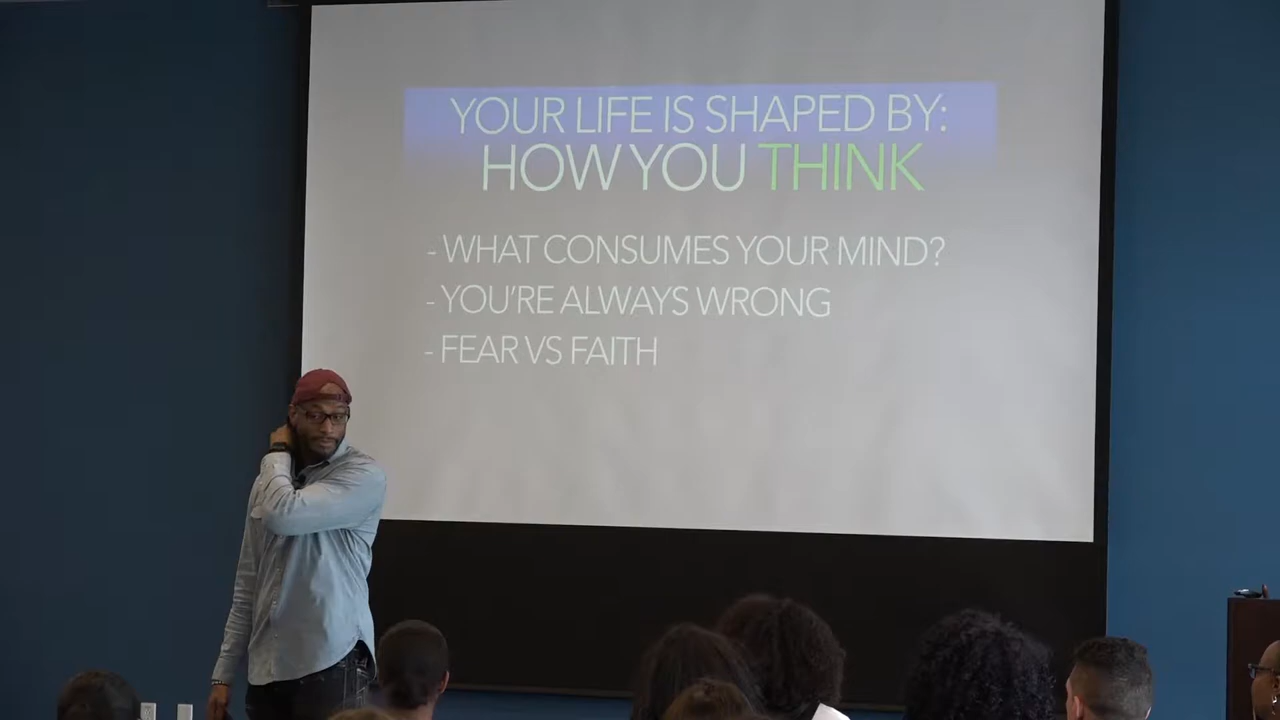 YOUR LIFE IS SHAPED BY:
HOW YOU THINK
- WHAT CONSUMES YOUR MIND?
- YOU'RE ALWAYS WRONG
- FEAR VS FAITH